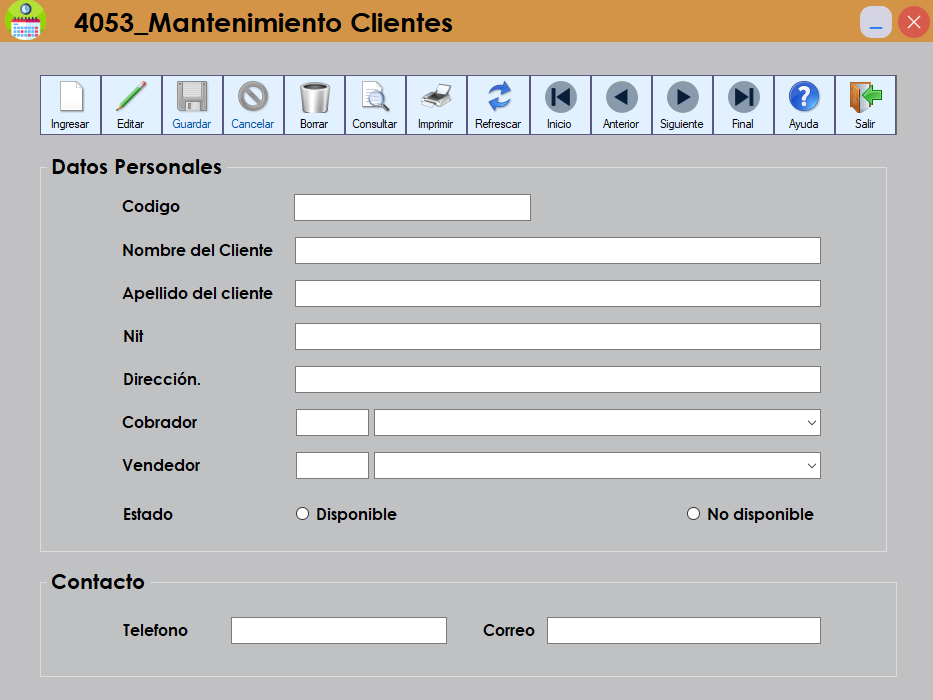 4053_Mantenimiento Clientes
Ingresar Editar Guardar Cancelar Borrar Consultar Imprimir Refrescar Inicio Anterior Siguiente Final Ayuda Salir
Datos Personales
Codigo
Nombre del Cliente
Apellido del cliente
Nit
Dirección.
Cobrador
Vendedor
Estado Disponible No disponible
Contacto
Telefono Correo